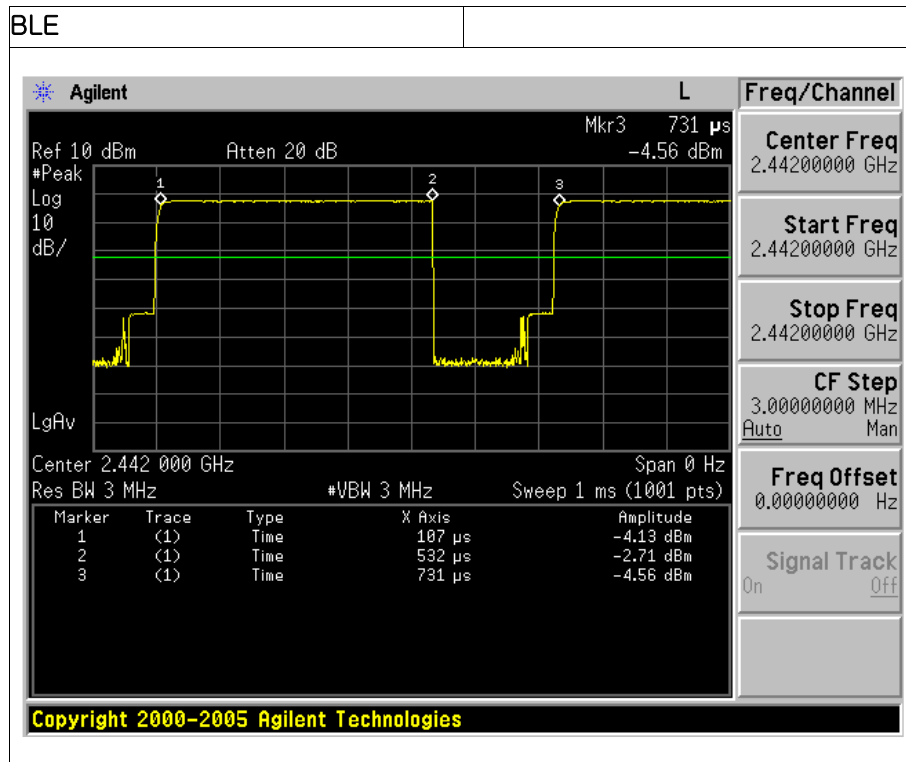 BLE
Agilent L Freq/Channel
Mkr3 731 µs
Ref 10 dBm Atten 20 dB -4.56 dBm
#Peak
Log
10
dB/
1 2 3
LgAv
Center 2.442 000 GHz Span 0 Hz
Res BW 3 MHz #VBW 3 MHz Sweep 1 ms (1001 pts)
Marker Trace Type X Axis Amplitude
1 (1) Time 107 µs -4.13 dBm
2 (1) Time 532 µs -2.71 dBm
3 (1) Time 731 µs -4.56 dBm
Center Freq
2.44200000 GHz
Start Freq
2.44200000 GHz
Stop Freq
2.44200000 GHz
CF Step
3.00000000 MHz
Auto Man
Freq Offset
0.00000000 Hz
Signal Track
On Off
Copyright 2000-2005 Agilent Technologies